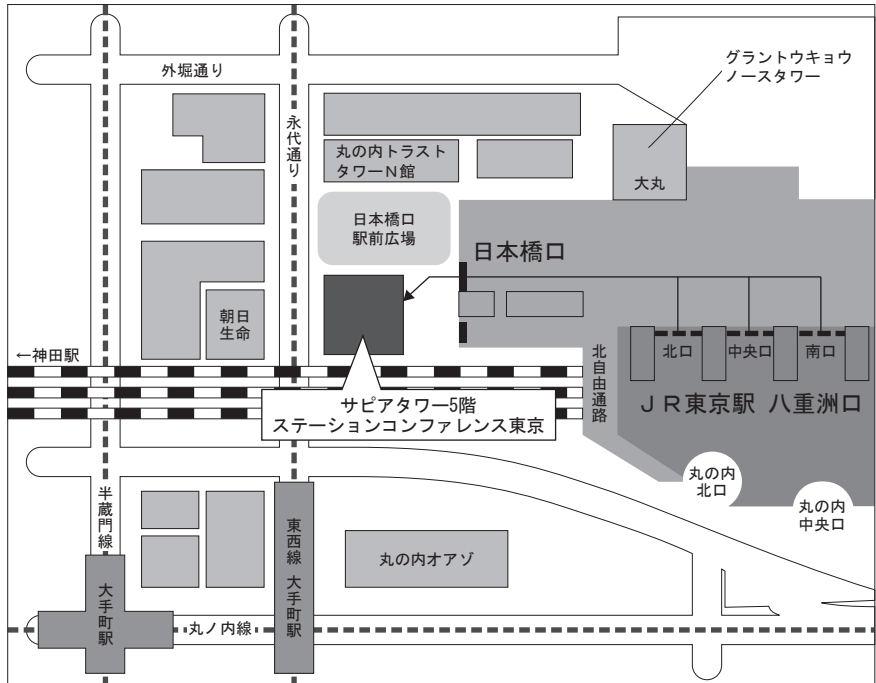 外堀通り
永代通り
グラントウキョウ
ノースタワー
大丸
丸の内トラスト
タワーN館
日本橋口
駅前広場
日本橋口
朝日
生命
←神田駅
北口
中央口
南口
北自由通路
JR東京駅 八重洲口
サピアタワー5階
ステーションコンファレンス東京
丸の内
北口
丸の内
中央口
半蔵門線
大手町駅
東西線 大手町駅
丸の内オアゾ
丸ノ内線